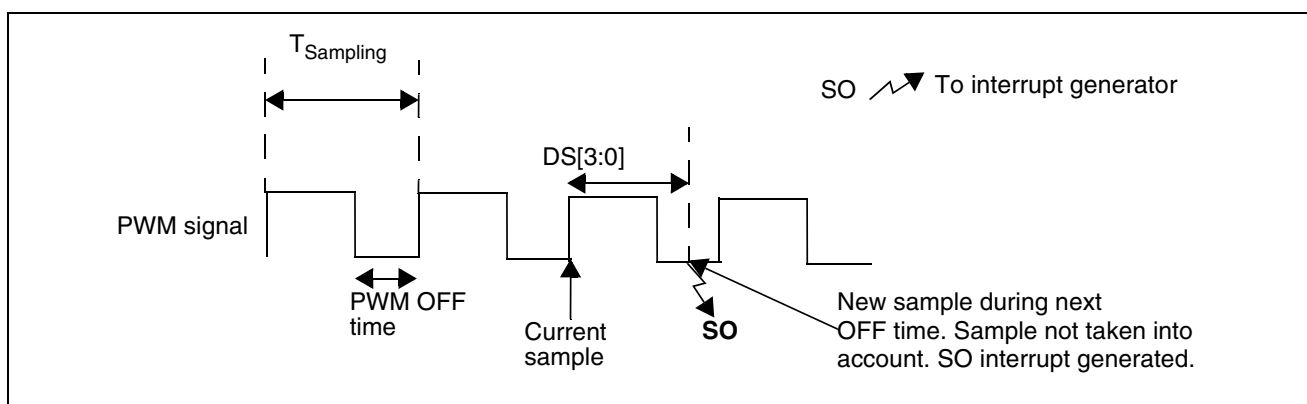 TSampling
SO To interrupt generator
DS[3:0]
PWM signal
PWM OFF
time
Current
sample
SO
New sample during next
OFF time. Sample not taken into
account. SO interrupt generated.